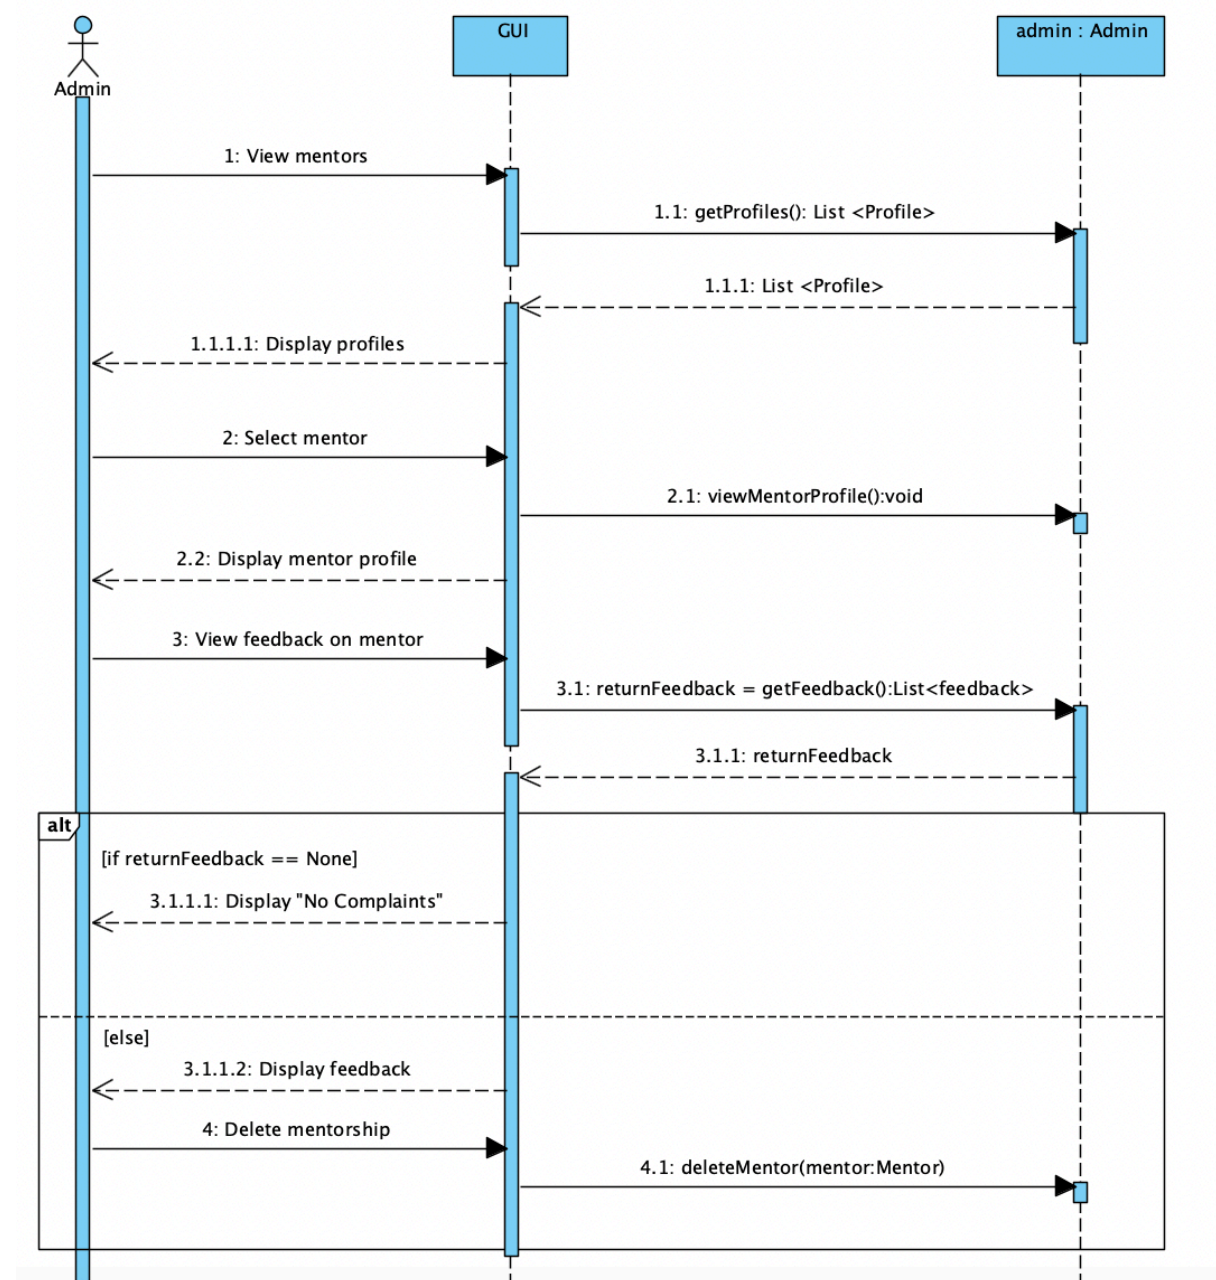 Admin
GUI
admin : Admin
1: View mentors
1.1: getProfiles(): List <Profile>
1.1.1: List <Profile>
1.1.1.1: Display profiles
2: Select mentor
2.1: viewMentorProfile():void
2.2: Display mentor profile
3: View feedback on mentor
3.1: returnFeedback = getFeedback():List<feedback>
3.1.1: returnFeedback
alt
[if returnFeedback == None]
3.1.1.1: Display "No Complaints"
[else]
3.1.1.2: Display feedback
4: Delete mentorship
4.1: deleteMentor(mentor:Mentor)